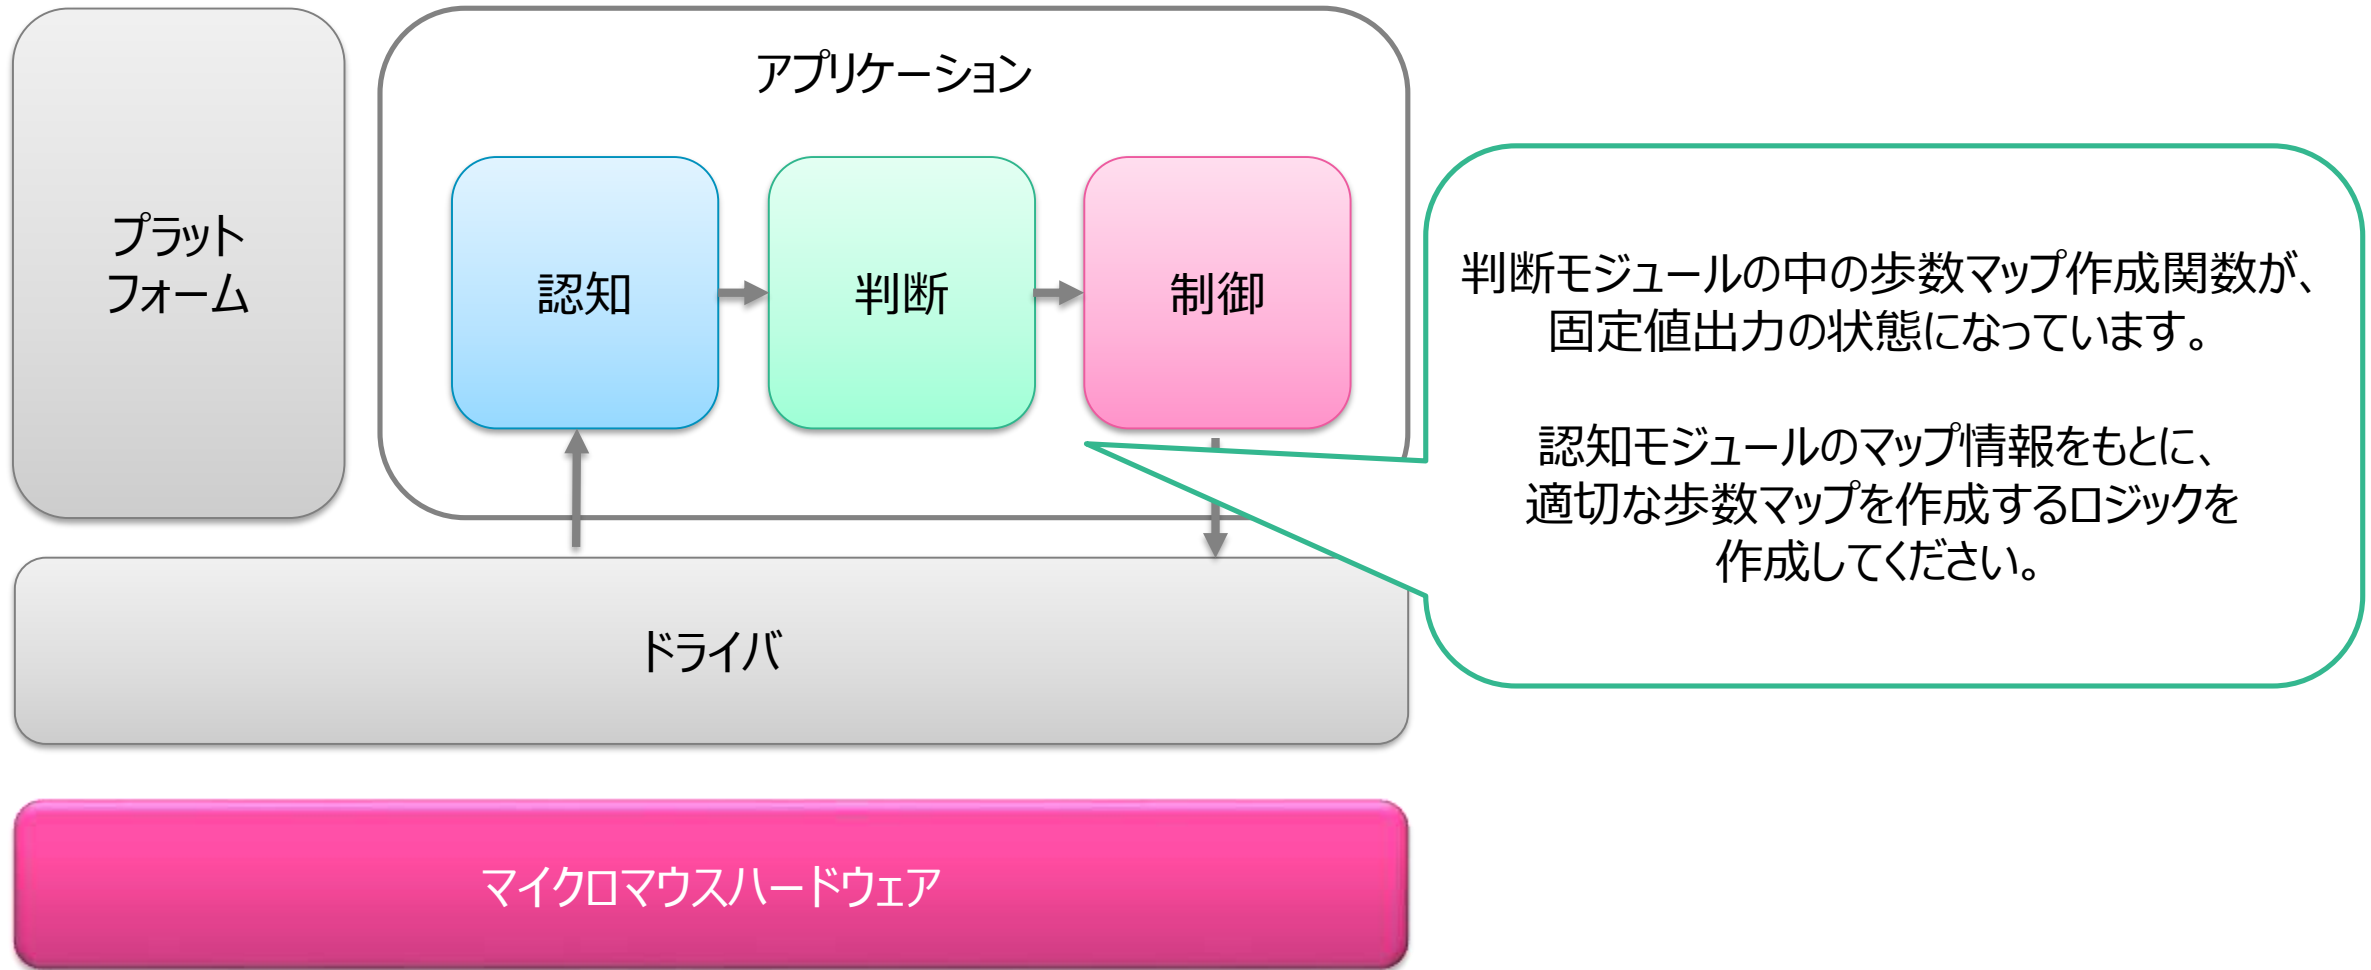 プラット
フォーム
アプリケーション
認知
判断
制御
判断モジュールの中の歩数マップ作成関数が、
固定値出力の状態になっています。
認知モジュールのマップ情報をもとに、
適切な歩数マップを作成するロジックを
作成してください。
ドライバ
マイクロマウスハードウェア